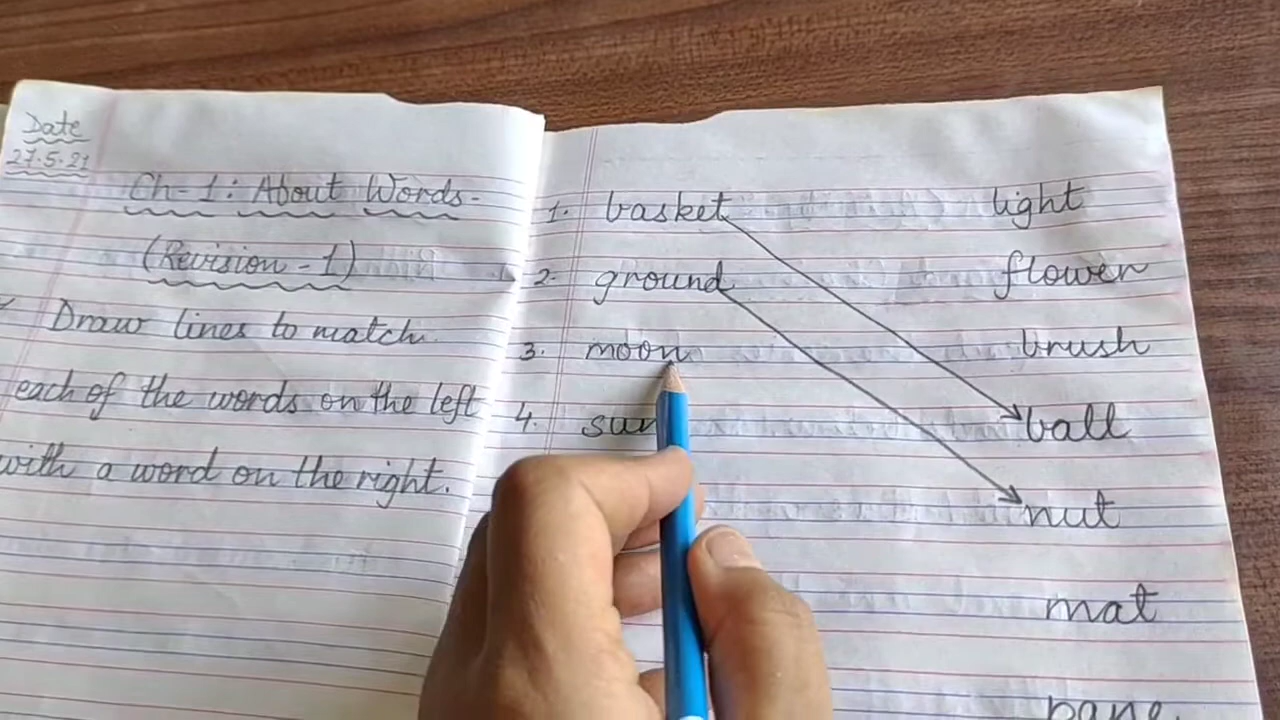 Date
27.5.21
Ch-1: About Words-
(Revision-1)
Draw lines to match
each of the words on the left
with a word on the right.
1. basket light
2. ground flower
3. moon brush
4. sun ball
nut
mat